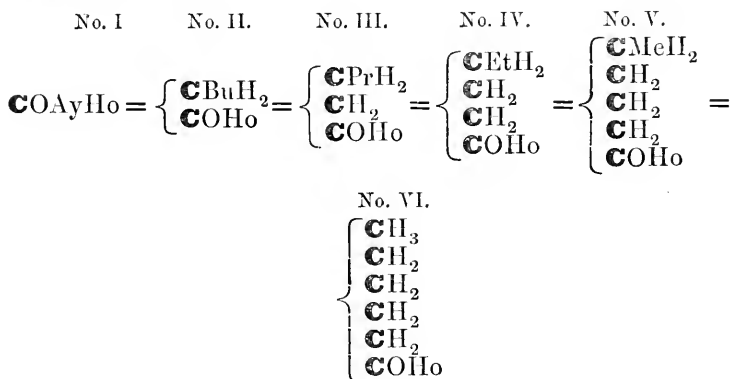 No. I No. II. No. III. No. IV. No. V.
COAyHo = { CBuH₂ COHo = { CPrH₂ CH₂ COHo = { CEtH₂ CH₂ CH₂ COHo = { CMeH₂ CH₂ CH₂ CH₂ COHo =
No. VI.
{ CH₃
CH₂
CH₂
CH₂
CH₂
COHo